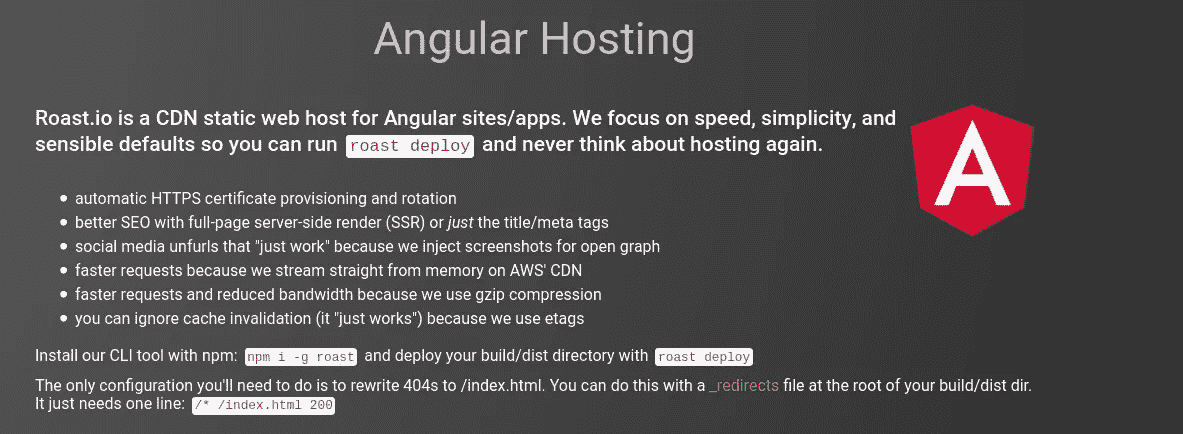 Angular Hosting
Roast.io is a CDN static web host for Angular sites/apps. We focus on speed, simplicity, and
sensible defaults so you can run roast deploy and never think about hosting again.
A
• automatic HTTPS certificate provisioning and rotation
• better SEO with full-page server-side render (SSR) or just the title/meta tags
• social media unfurls that "just work" because we inject screenshots for open graph
• faster requests because we stream straight from memory on AWS' CDN
• faster requests and reduced bandwidth because we use gzip compression
• you can ignore cache invalidation (it "just works") because we use etags
Install our CLI tool with npm: npm i -g roast and deploy your build/dist directory with roast deploy
The only configuration you'll need to do is to rewrite 404s to /index.html. You can do this with a _redirects file at the root of your build/dist dir.
It just needs one line: /* /index.html 200